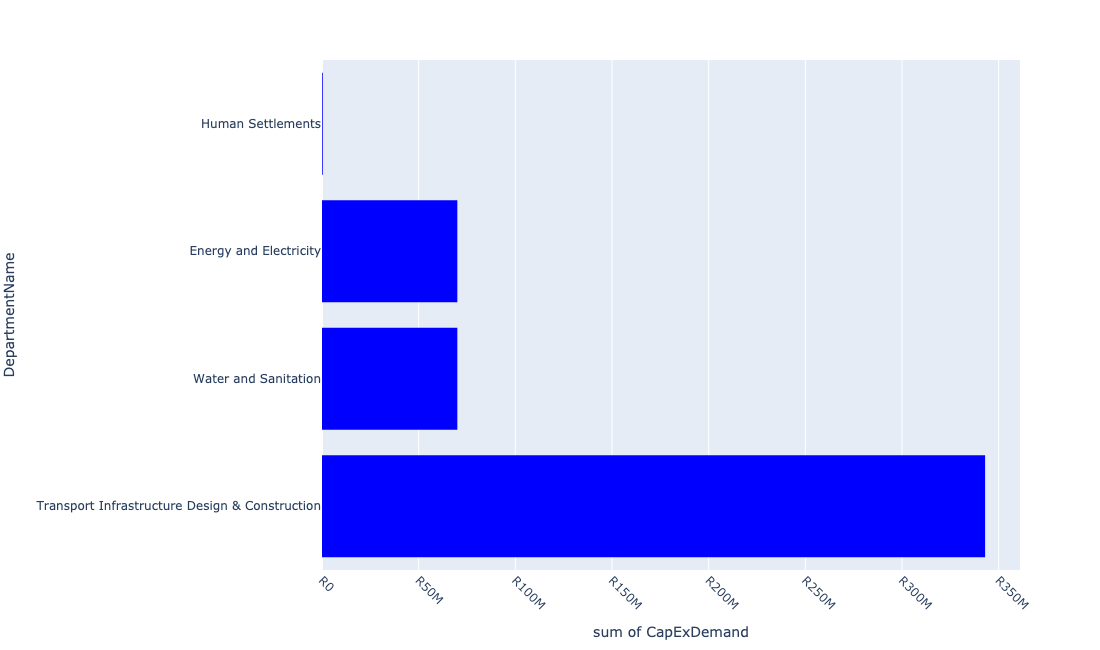 Human Settlements
Energy and Electricity
Water and Sanitation
Transport Infrastructure Design & Construction
DepartmentName
R0
R50M
R100M
R150M
R200M
R250M
R300M
R350M
sum of CapExDemand